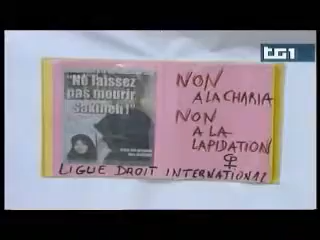 tg1
"Ne laissez
pas mourir
Sakineh!"
NON
A LA CHARIA
NON
A LA
LAPIDATION
LIGUE DROIT INTERNATIONAL